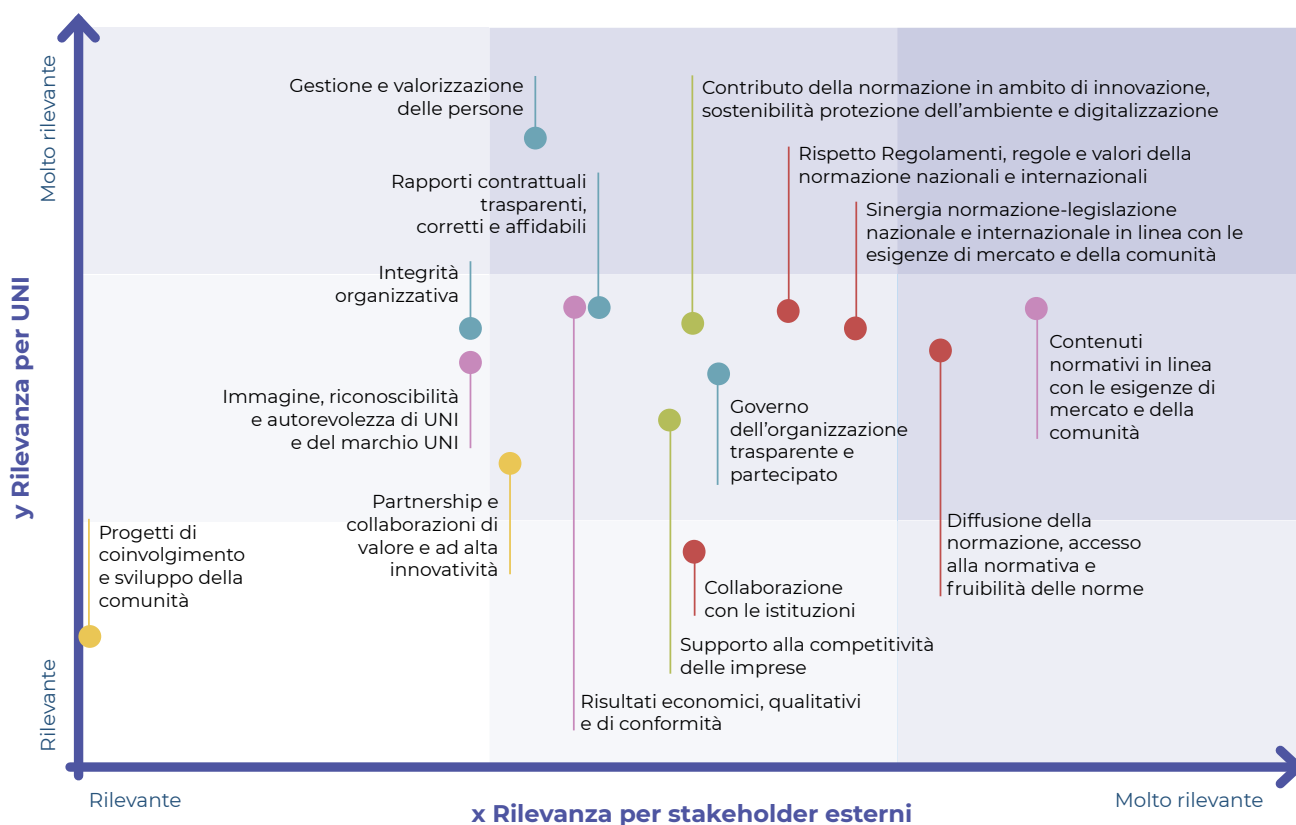 Molto rilevante
y Rilevanza per UNI
Rilevante
Gestione e valorizzazione
delle persone
Contributo della normazione in ambito di innovazione,
sostenibilità protezione dell'ambiente e digitalizzazione
Rapporti contrattuali
trasparenti,
corretti e affidabili
Rispetto Regolamenti, regole e valori della
normazione nazionali e internazionali
Sinergia normazione-legislazione
nazionale e internazionale in linea con le
esigenze di mercato e della comunità
Integrità
organizzativa
Immagine, riconoscibilità
e autorevolezza di UNI
e del marchio UNI
Governo
dell'organizzazione
trasparente e
partecipato
Contenuti
normativi in linea
con le esigenze di
mercato e della
comunità
Partnership e
collaborazioni di
valore e ad alta
innovatività
Progetti di
coinvolgimento
e sviluppo della
comunità
Diffusione della
normazione, accesso
alla normativa e
fruibilità delle norme
Collaborazione
con le istituzioni
Supporto alla competitività
delle imprese
Risultati economici, qualitativi
e di conformità
Rilevante
x Rilevanza per stakeholder esterni
Molto rilevante